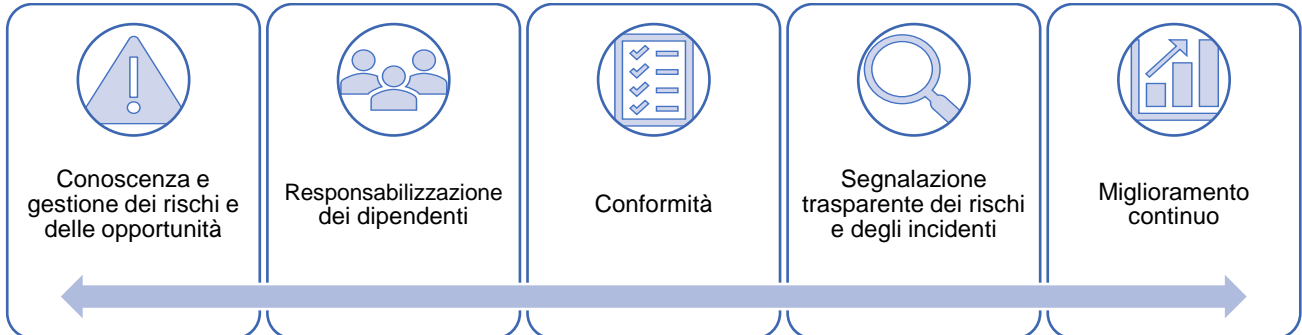 Conoscenza e
gestione dei rischi e
delle opportunità
Responsabilizzazione
dei dipendenti
Conformità
Segnalazione
trasparente dei rischi
e degli incidenti
Miglioramento
continuo